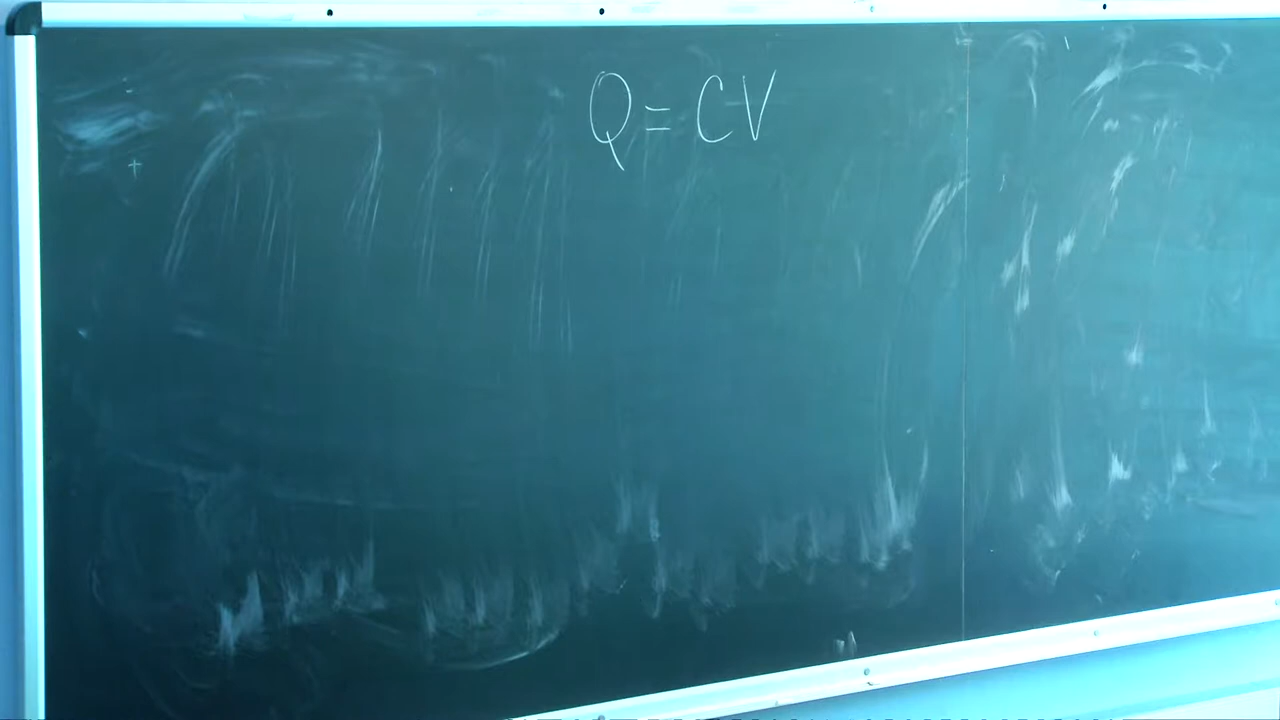 Q = CV